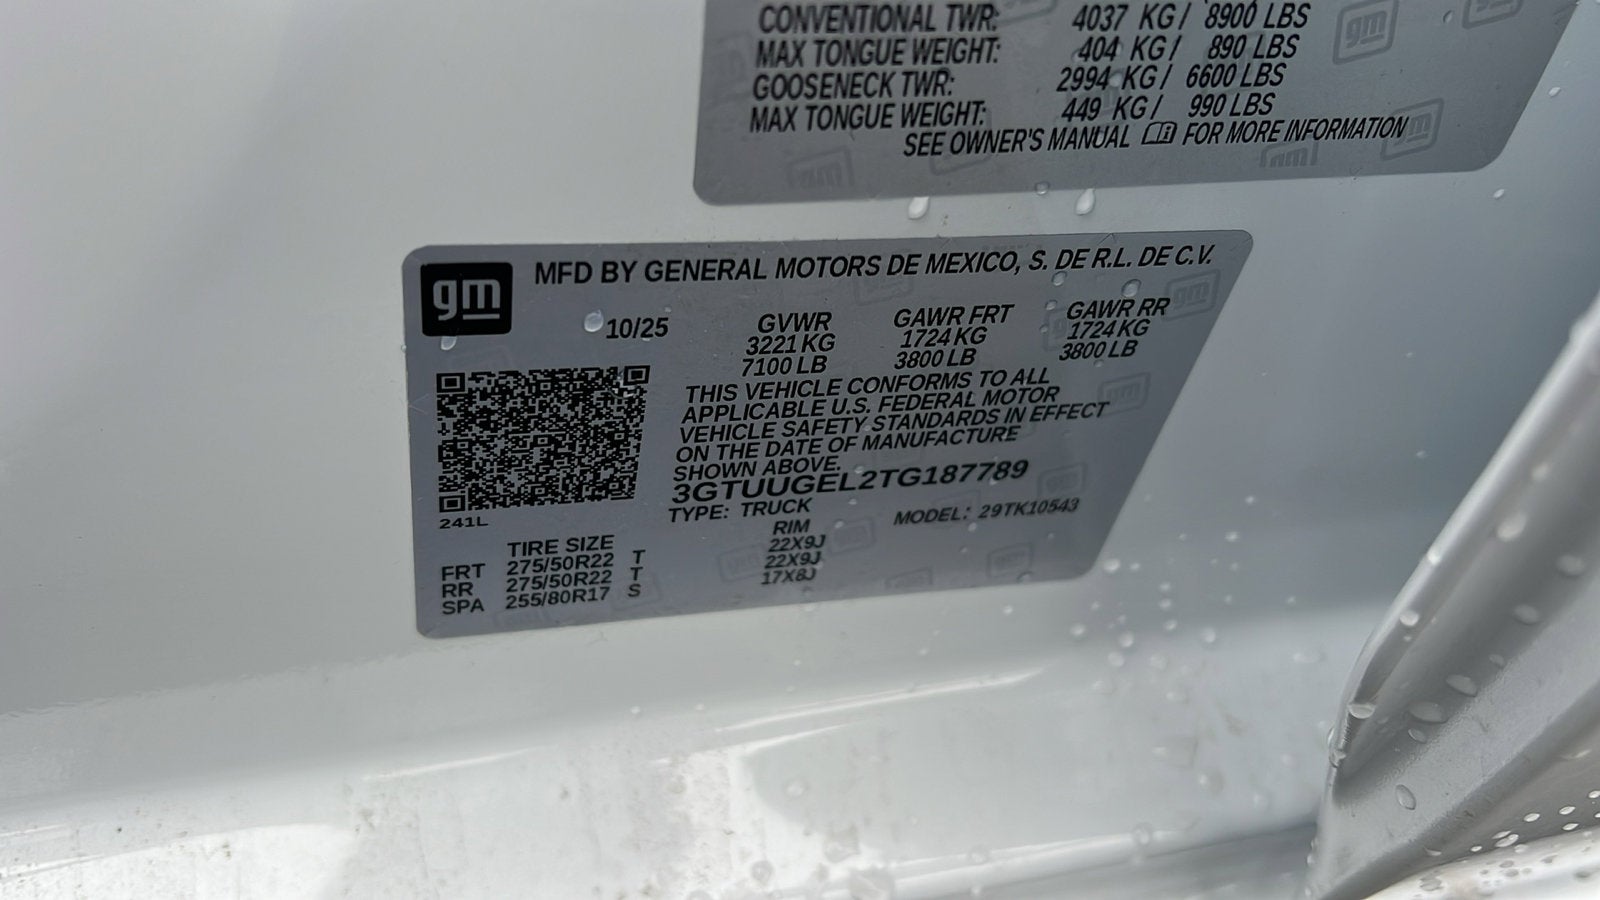 CONVENTIONAL TWR: 4037 KG/ 8900 LBS
MAX TONGUE WEIGHT: 404 KG/ 890 LBS
GOOSENECK TWR: 2994 KG/ 6600 LBS
MAX TONGUE WEIGHT: 449 KG/ 990 LBS
SEE OWNER'S MANUAL FOR MORE INFORMATION
gm MFD BY GENERAL MOTORS DE MEXICO, S. DE R.L. DE C.V.
10/25 GVWR GAWR FRT GAWR RR
3221 KG 1724 KG 1724 KG
7100 LB 3800 LB 3800 LB
THIS VEHICLE CONFORMS TO ALL
APPLICABLE U.S. FEDERAL MOTOR
VEHICLE SAFETY STANDARDS IN EFFECT
ON THE DATE OF MANUFACTURE
SHOWN ABOVE.
3GTUUGEL2TG187789
241L TYPE: TRUCK MODEL: 29TK10543
TIRE SIZE RIM
FRT 275/50R22 T 22X9J
RR 275/50R22 T 22X9J
SPA 255/80R17 S 17X8J